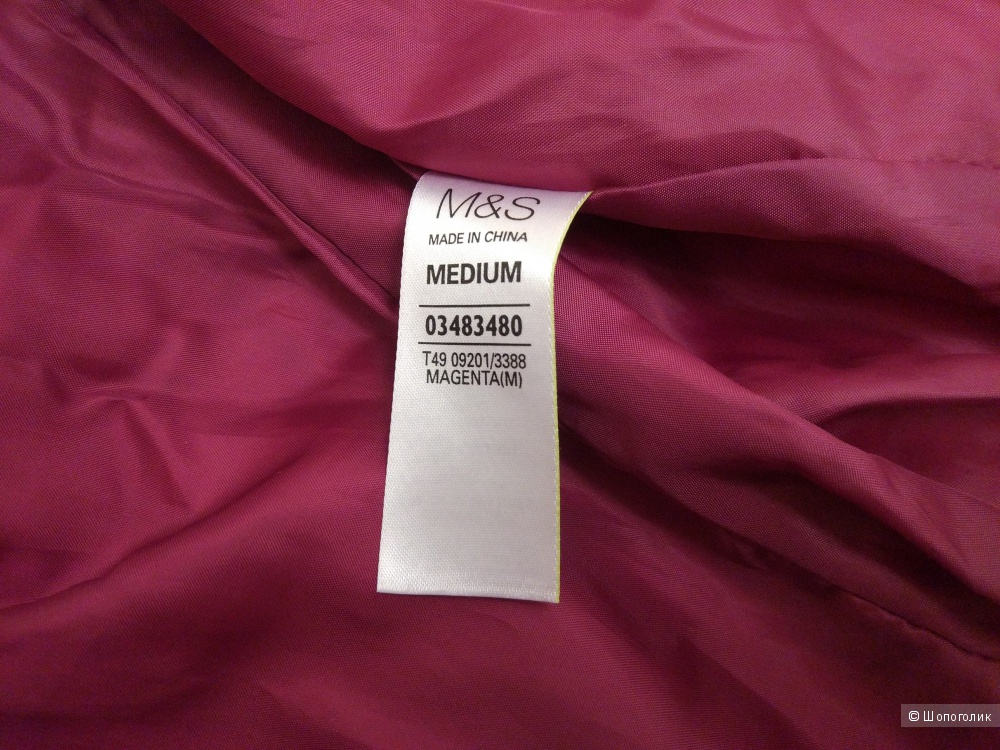 M&S
MADE IN CHINA
MEDIUM
03483480
T49 09201/3388
MAGENTA(M)
© Шопоголик